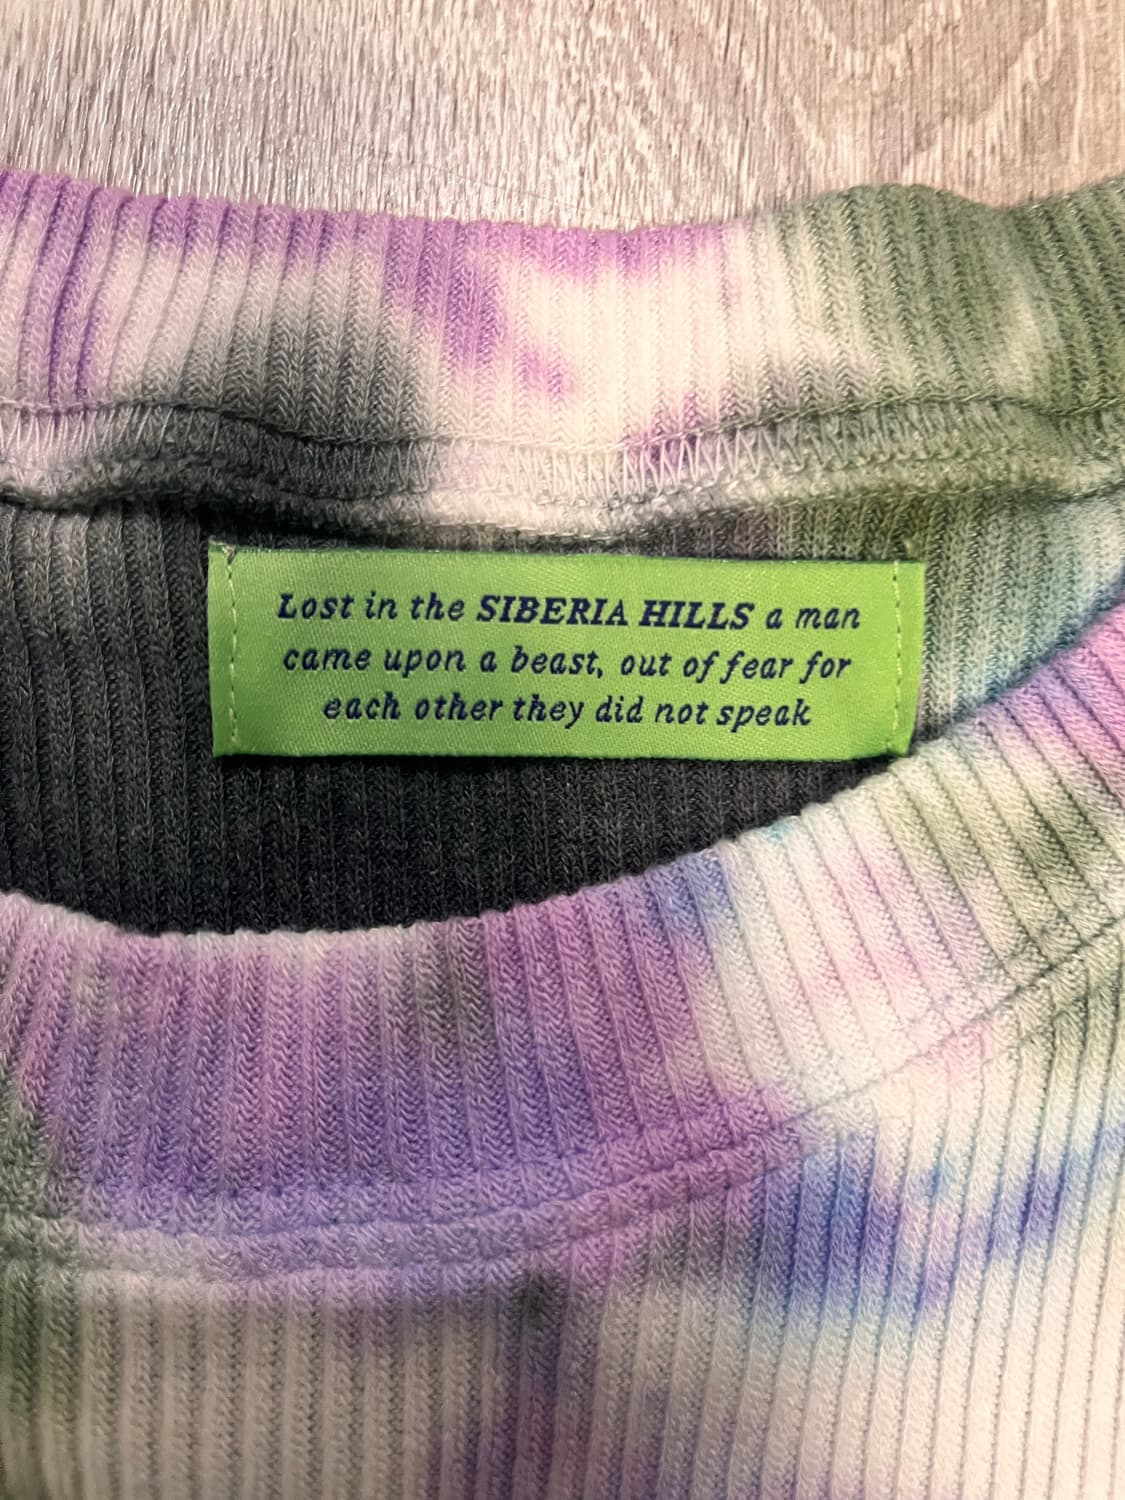 Lost in the SIBERIA HILLS a man
came upon a beast, out of fear for
each other they did not speak